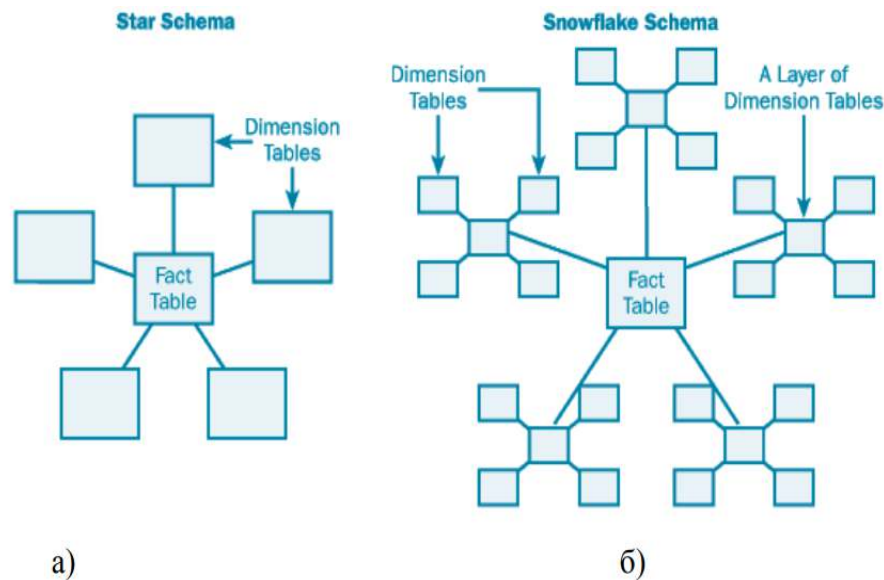 Star Schema
Dimension
Tables
Fact
Table
а)
Snowflake Schema
Dimension
Tables
A Layer of
Dimension Tables
Fact
Table
б)